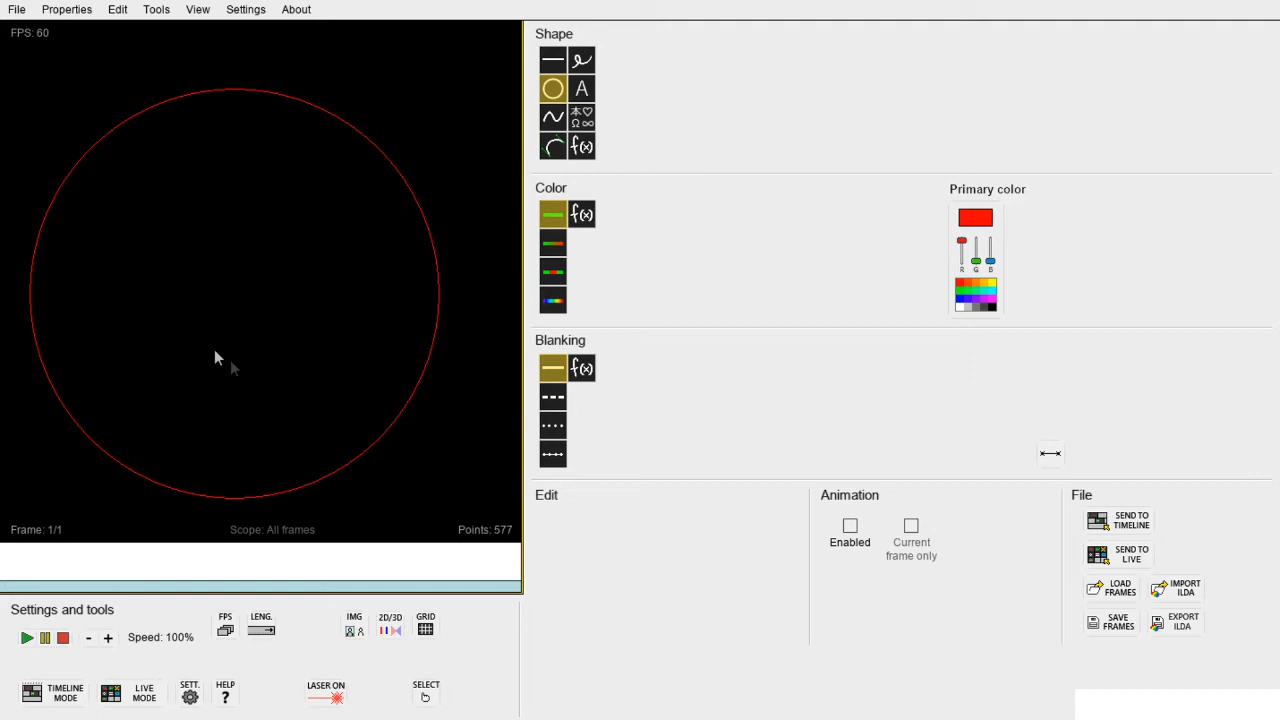 File Properties Edit Tools View Settings About
FPS: 60
Shape
A
本♡
Ω∞
f(x)
Color
Primary color
f(x)
R G B
Blanking
f(x)
Frame: 1/1 Scope: All frames Points: 577
Edit
Animation
Enabled
Current
frame only
File
SEND TO
TIMELINE
SEND TO
LIVE
LOAD
FRAMES
IMPORT
ILDA
SAVE
FRAMES
EXPORT
ILDA
Settings and tools
FPS LENG. IMG 2D/3D GRID
- + Speed: 100%
TIMELINE
MODE
LIVE
MODE
SETT. HELP
?
LASER ON
SELECT